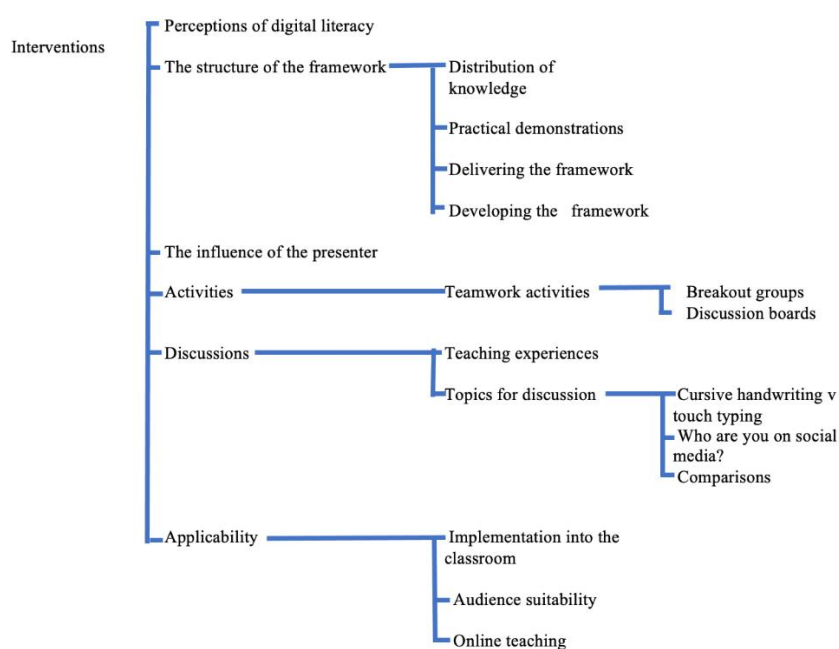 Interventions
Perceptions of digital literacy
The structure of the framework
Distribution of
knowledge
Practical demonstrations
Delivering the framework
Developing the framework
The influence of the presenter
Activities
Teamwork activities
Breakout groups
Discussion boards
Discussions
Teaching experiences
Topics for discussion
Cursive handwriting v
touch typing
Who are you on social
media?
Comparisons
Applicability
Implementation into the
classroom
Audience suitability
Online teaching